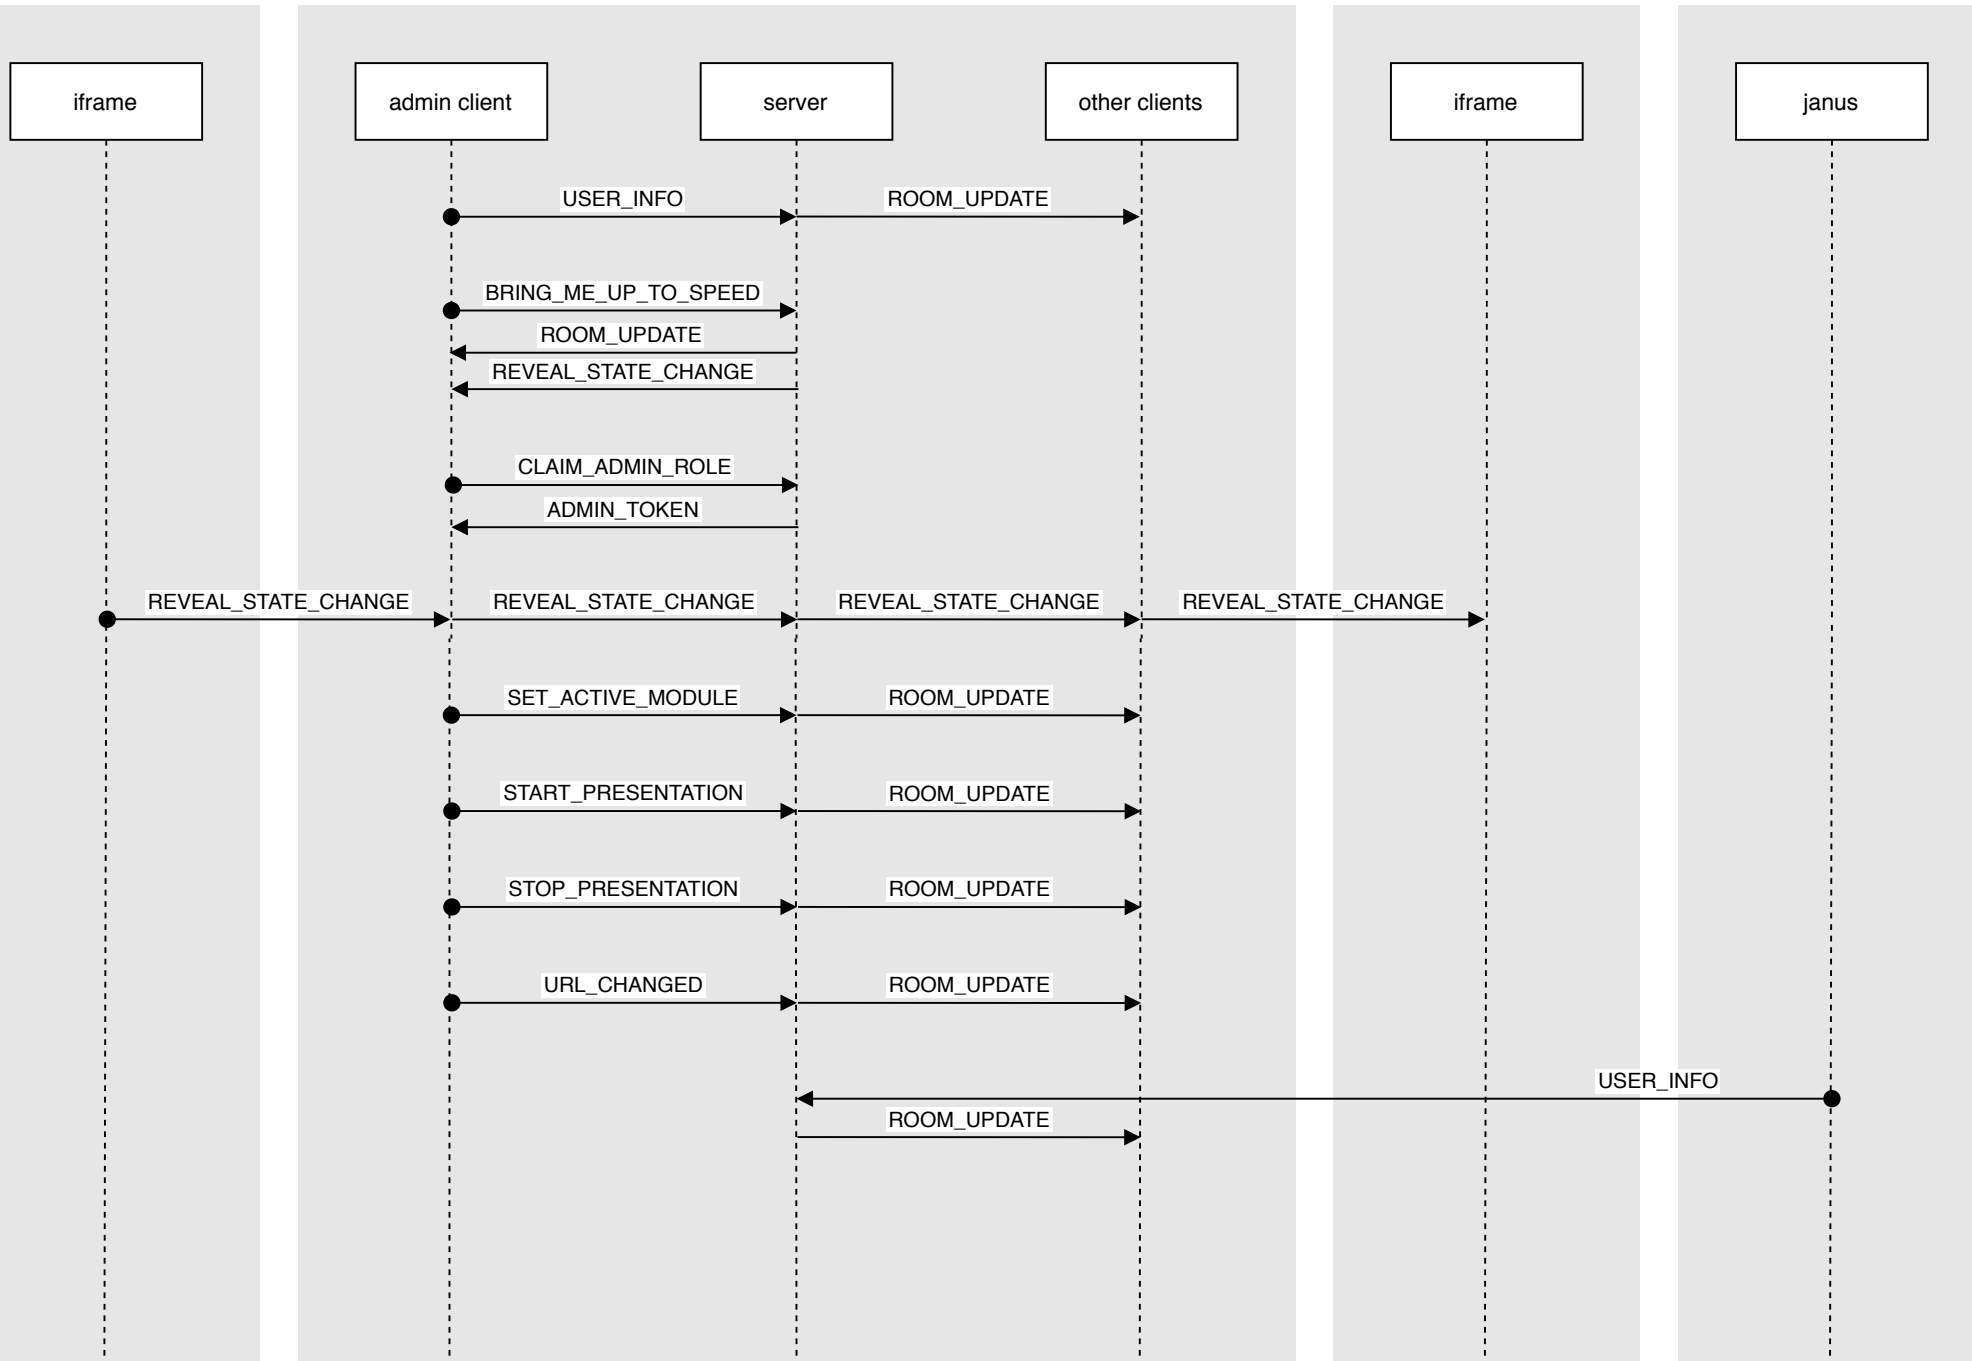 iframe
admin client
server
other clients
iframe
janus
USER_INFO
ROOM_UPDATE
BRING_ME_UP_TO_SPEED
ROOM_UPDATE
REVEAL_STATE_CHANGE
CLAIM_ADMIN_ROLE
ADMIN_TOKEN
REVEAL_STATE_CHANGE
REVEAL_STATE_CHANGE
REVEAL_STATE_CHANGE
REVEAL_STATE_CHANGE
SET_ACTIVE_MODULE
ROOM_UPDATE
START_PRESENTATION
ROOM_UPDATE
STOP_PRESENTATION
ROOM_UPDATE
URL_CHANGED
ROOM_UPDATE
USER_INFO
ROOM_UPDATE